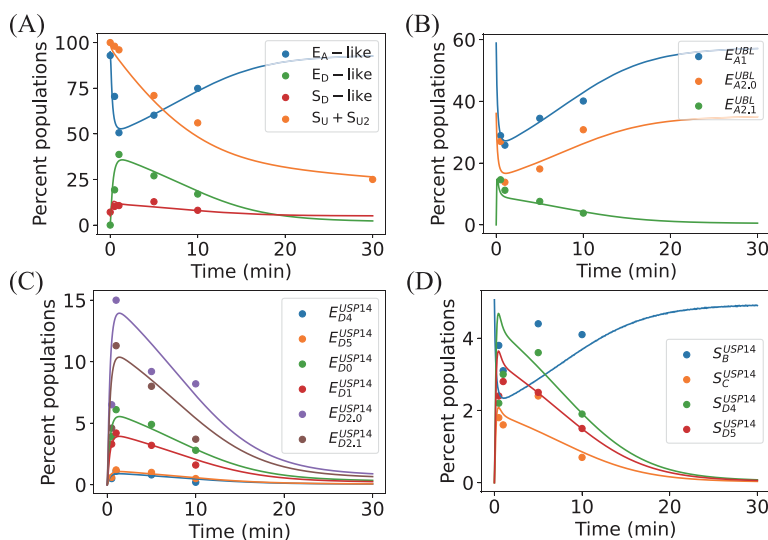 (A)
Percent populations
100
75
50
25
0
E_A − like
E_D − like
S_D − like
S_U + S_U2
0 10 20 30
Time (min)
(B)
Percent populations
60
40
20
0
E_A1^UBL
E_A2.0^UBL
E_A2.1^UBL
0 10 20 30
Time (min)
(C)
Percent populations
15
10
5
0
E_D4^USP14
E_D5^USP14
E_D0^USP14
E_D1^USP14
E_D2.0^USP14
E_D2.1^USP14
0 10 20 30
Time (min)
(D)
Percent populations
4
2
0
S_B^USP14
S_C^USP14
S_D4^USP14
S_D5^USP14
0 10 20 30
Time (min)